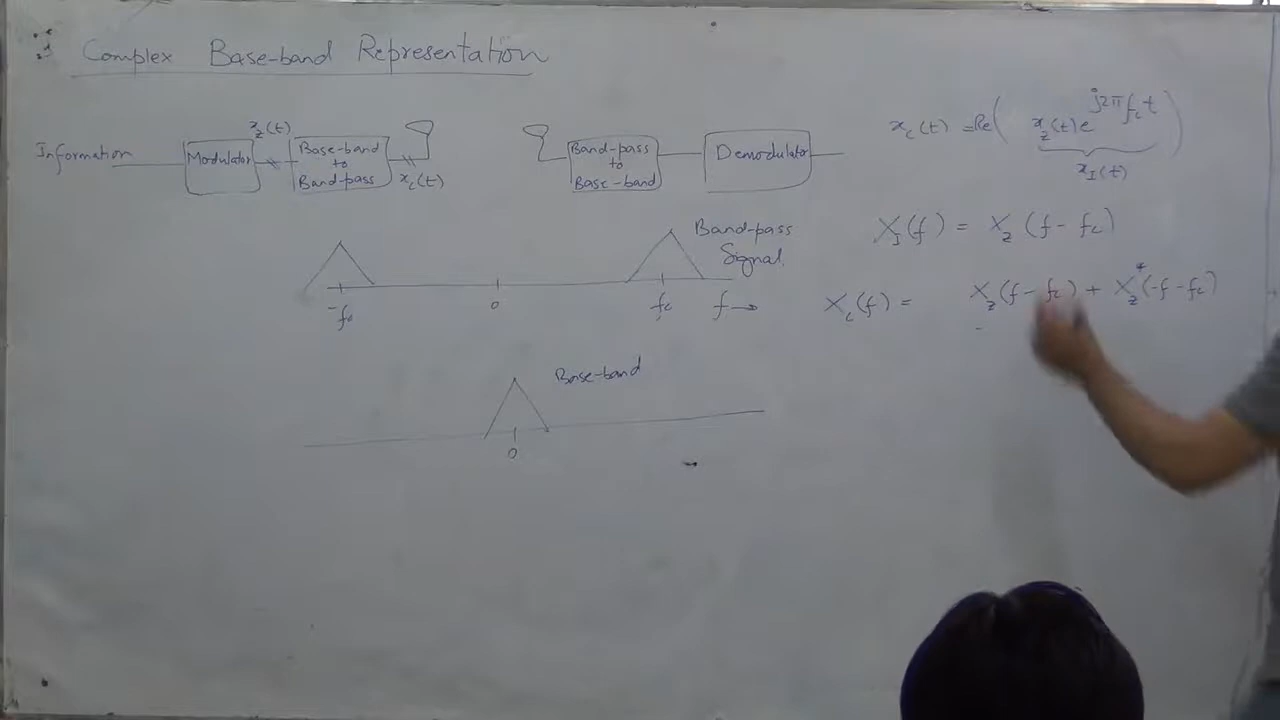 Complex Base-band Representation
Information
Modulator
x_z(t)
Base-band
to
Band-pass
x_c(t)
Band-pass
to
Base-band
Demodulator
x_c(t) = Re( x_z(t) e^{j2π f_c t} )
x_I(t)
X_I(f) = X_z (f - f_c)
X_c(f) = X_z(f - f_c) + X_z^*(-f - f_c)
Band-pass
Signal
-f_c
0
f_c
f →
Base-band
0